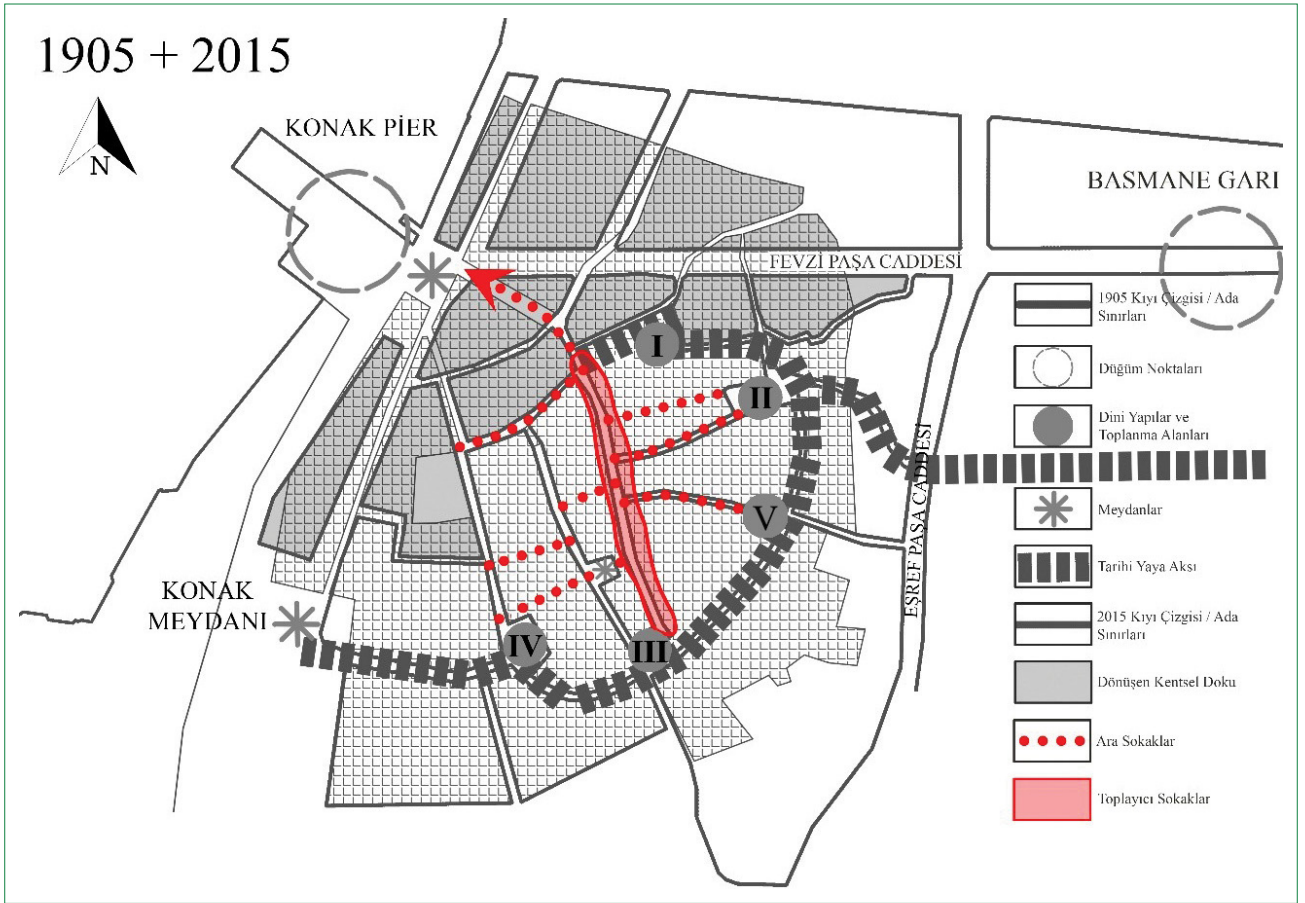 1905 + 2015
N
KONAK PİER
BASMANE GARI
FEVZİ PAŞA CADDESİ
EŞREF PAŞA CADDESİ
KONAK
MEYDANI
I
II
V
IV
III
1905 Kıyı Çizgisi / Ada
Sınırları
Düğüm Noktaları
Dini Yapılar ve
Toplanma Alanları
Meydanlar
Tarihi Yaya Aksı
2015 Kıyı Çizgisi / Ada
Sınırları
Dönüşen Kentsel Doku
Ara Sokaklar
Toplayıcı Sokaklar